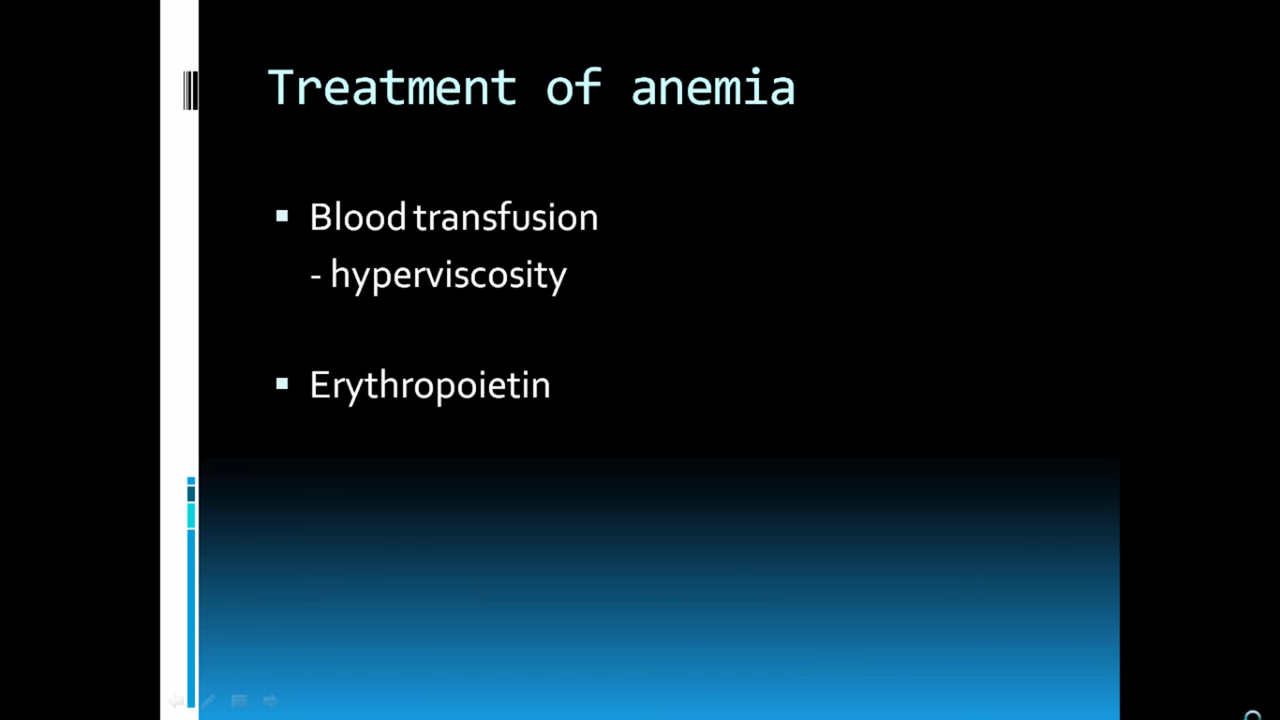 Treatment of anemia
▪ Blood transfusion
- hyperviscosity
▪ Erythropoietin